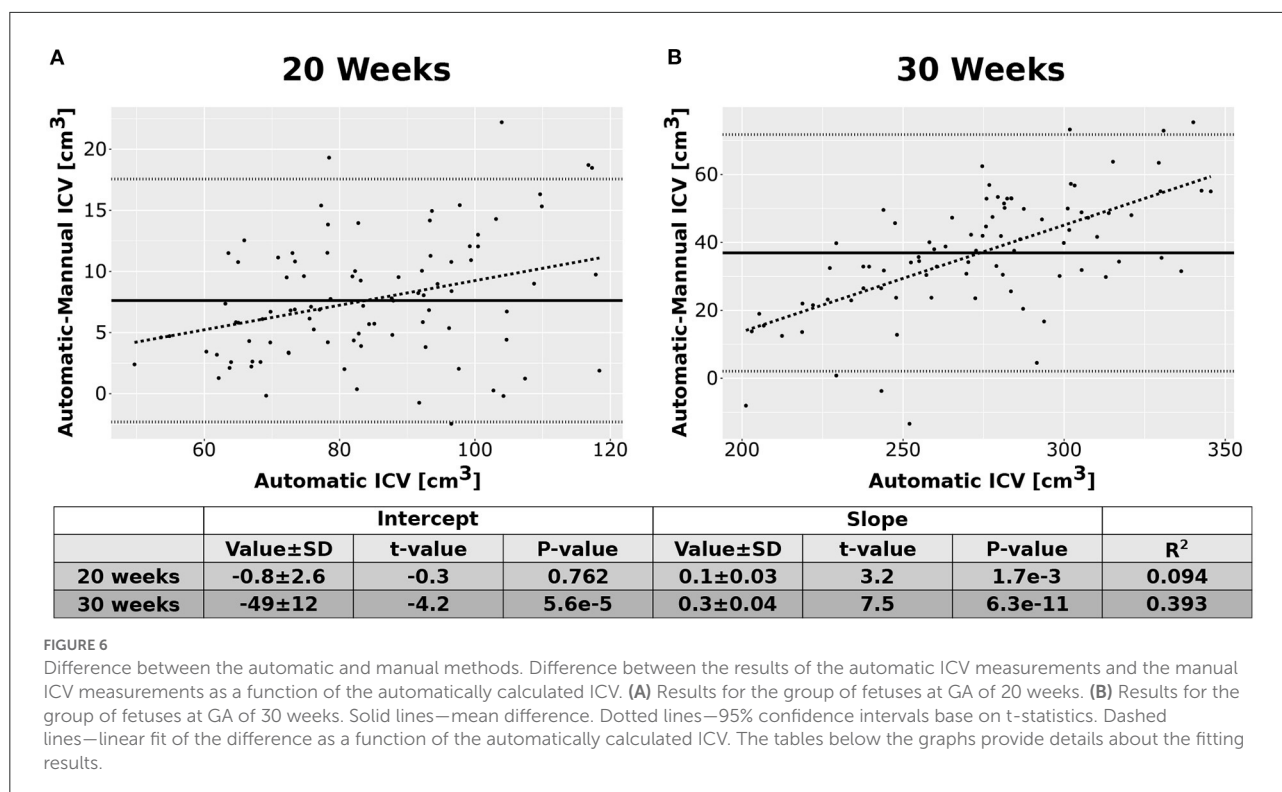 A
20 Weeks
Automatic-Mannual ICV [cm³]
20
15
10
5
0
60
80
100
120
Automatic ICV [cm³]
B
30 Weeks
Automatic-Mannual ICV [cm³]
60
40
20
0
200
250
300
350
Automatic ICV [cm³]
Intercept Slope
Value±SD t-value P-value Value±SD t-value P-value R²
20 weeks -0.8±2.6 -0.3 0.762 0.1±0.03 3.2 1.7e-3 0.094
30 weeks -49±12 -4.2 5.6e-5 0.3±0.04 7.5 6.3e-11 0.393
FIGURE 6
Difference between the automatic and manual methods. Difference between the results of the automatic ICV measurements and the manual
ICV measurements as a function of the automatically calculated ICV. (A) Results for the group of fetuses at GA of 20 weeks. (B) Results for the
group of fetuses at GA of 30 weeks. Solid lines—mean difference. Dotted lines—95% confidence intervals base on t-statistics. Dashed
lines—linear fit of the difference as a function of the automatically calculated ICV. The tables below the graphs provide details about the fitting
results.